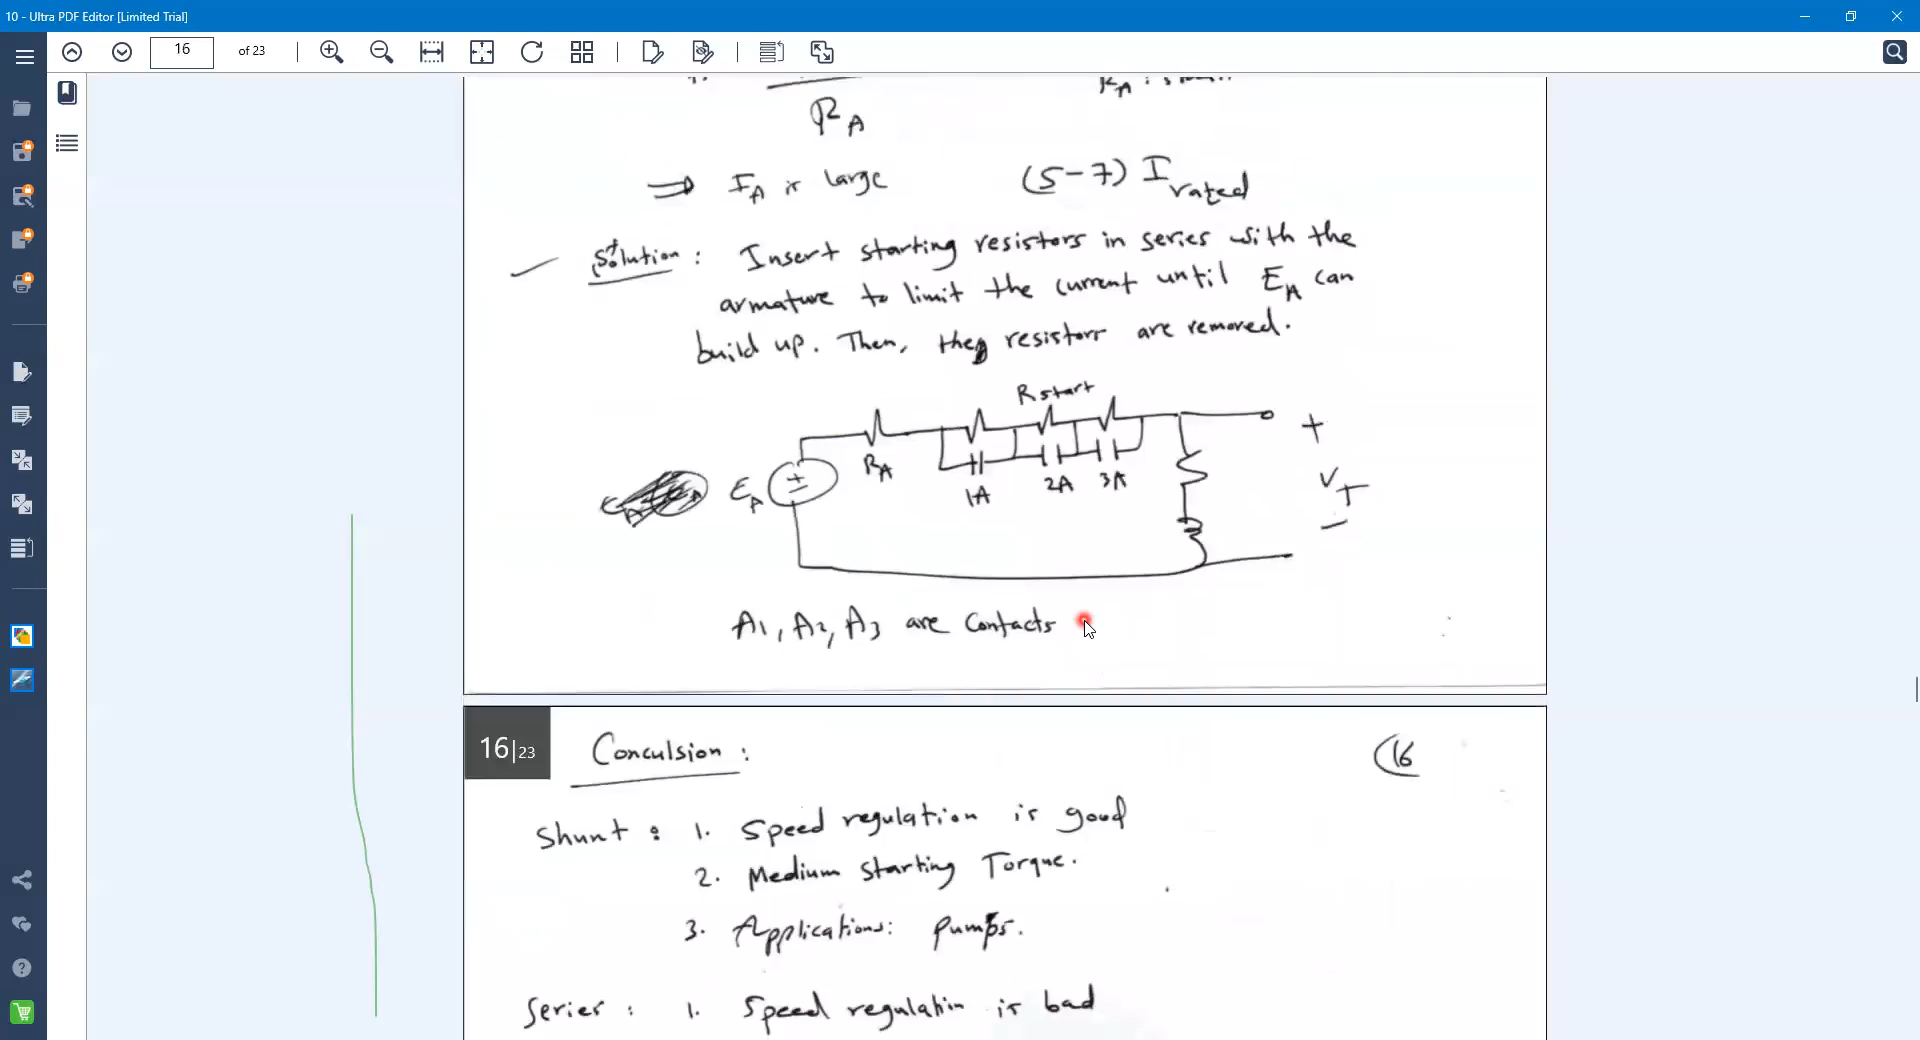 10 - Ultra PDF Editor [Limited Trial]
16 of 23
R_A
⇒ I_A is large (5-7) I_rated
Solution : Insert starting resistors in series with the
armature to limit the current until E_A can
build up. Then, the resistors are removed.
R start
R_A
1A 2A 3A
E_A
+
V_T
−
A1, A2, A3 are contacts
16|23
Conculsion :
(16
Shunt : 1. Speed regulation is good
2. Medium starting Torque.
3. Applications: pumps.
Series : 1. Speed regulation is bad